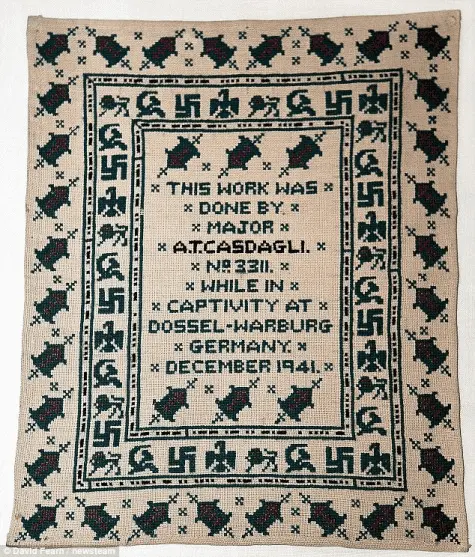 THIS WORK WAS
DONE BY.
MAJOR
A.T.CASDAGLI.
Nº 3311.
WHILE IN
CAPTIVITY AT
DOSSEL-WARBURG
GERMANY.
DECEMBER 1941.
© David Fearn / newsteam